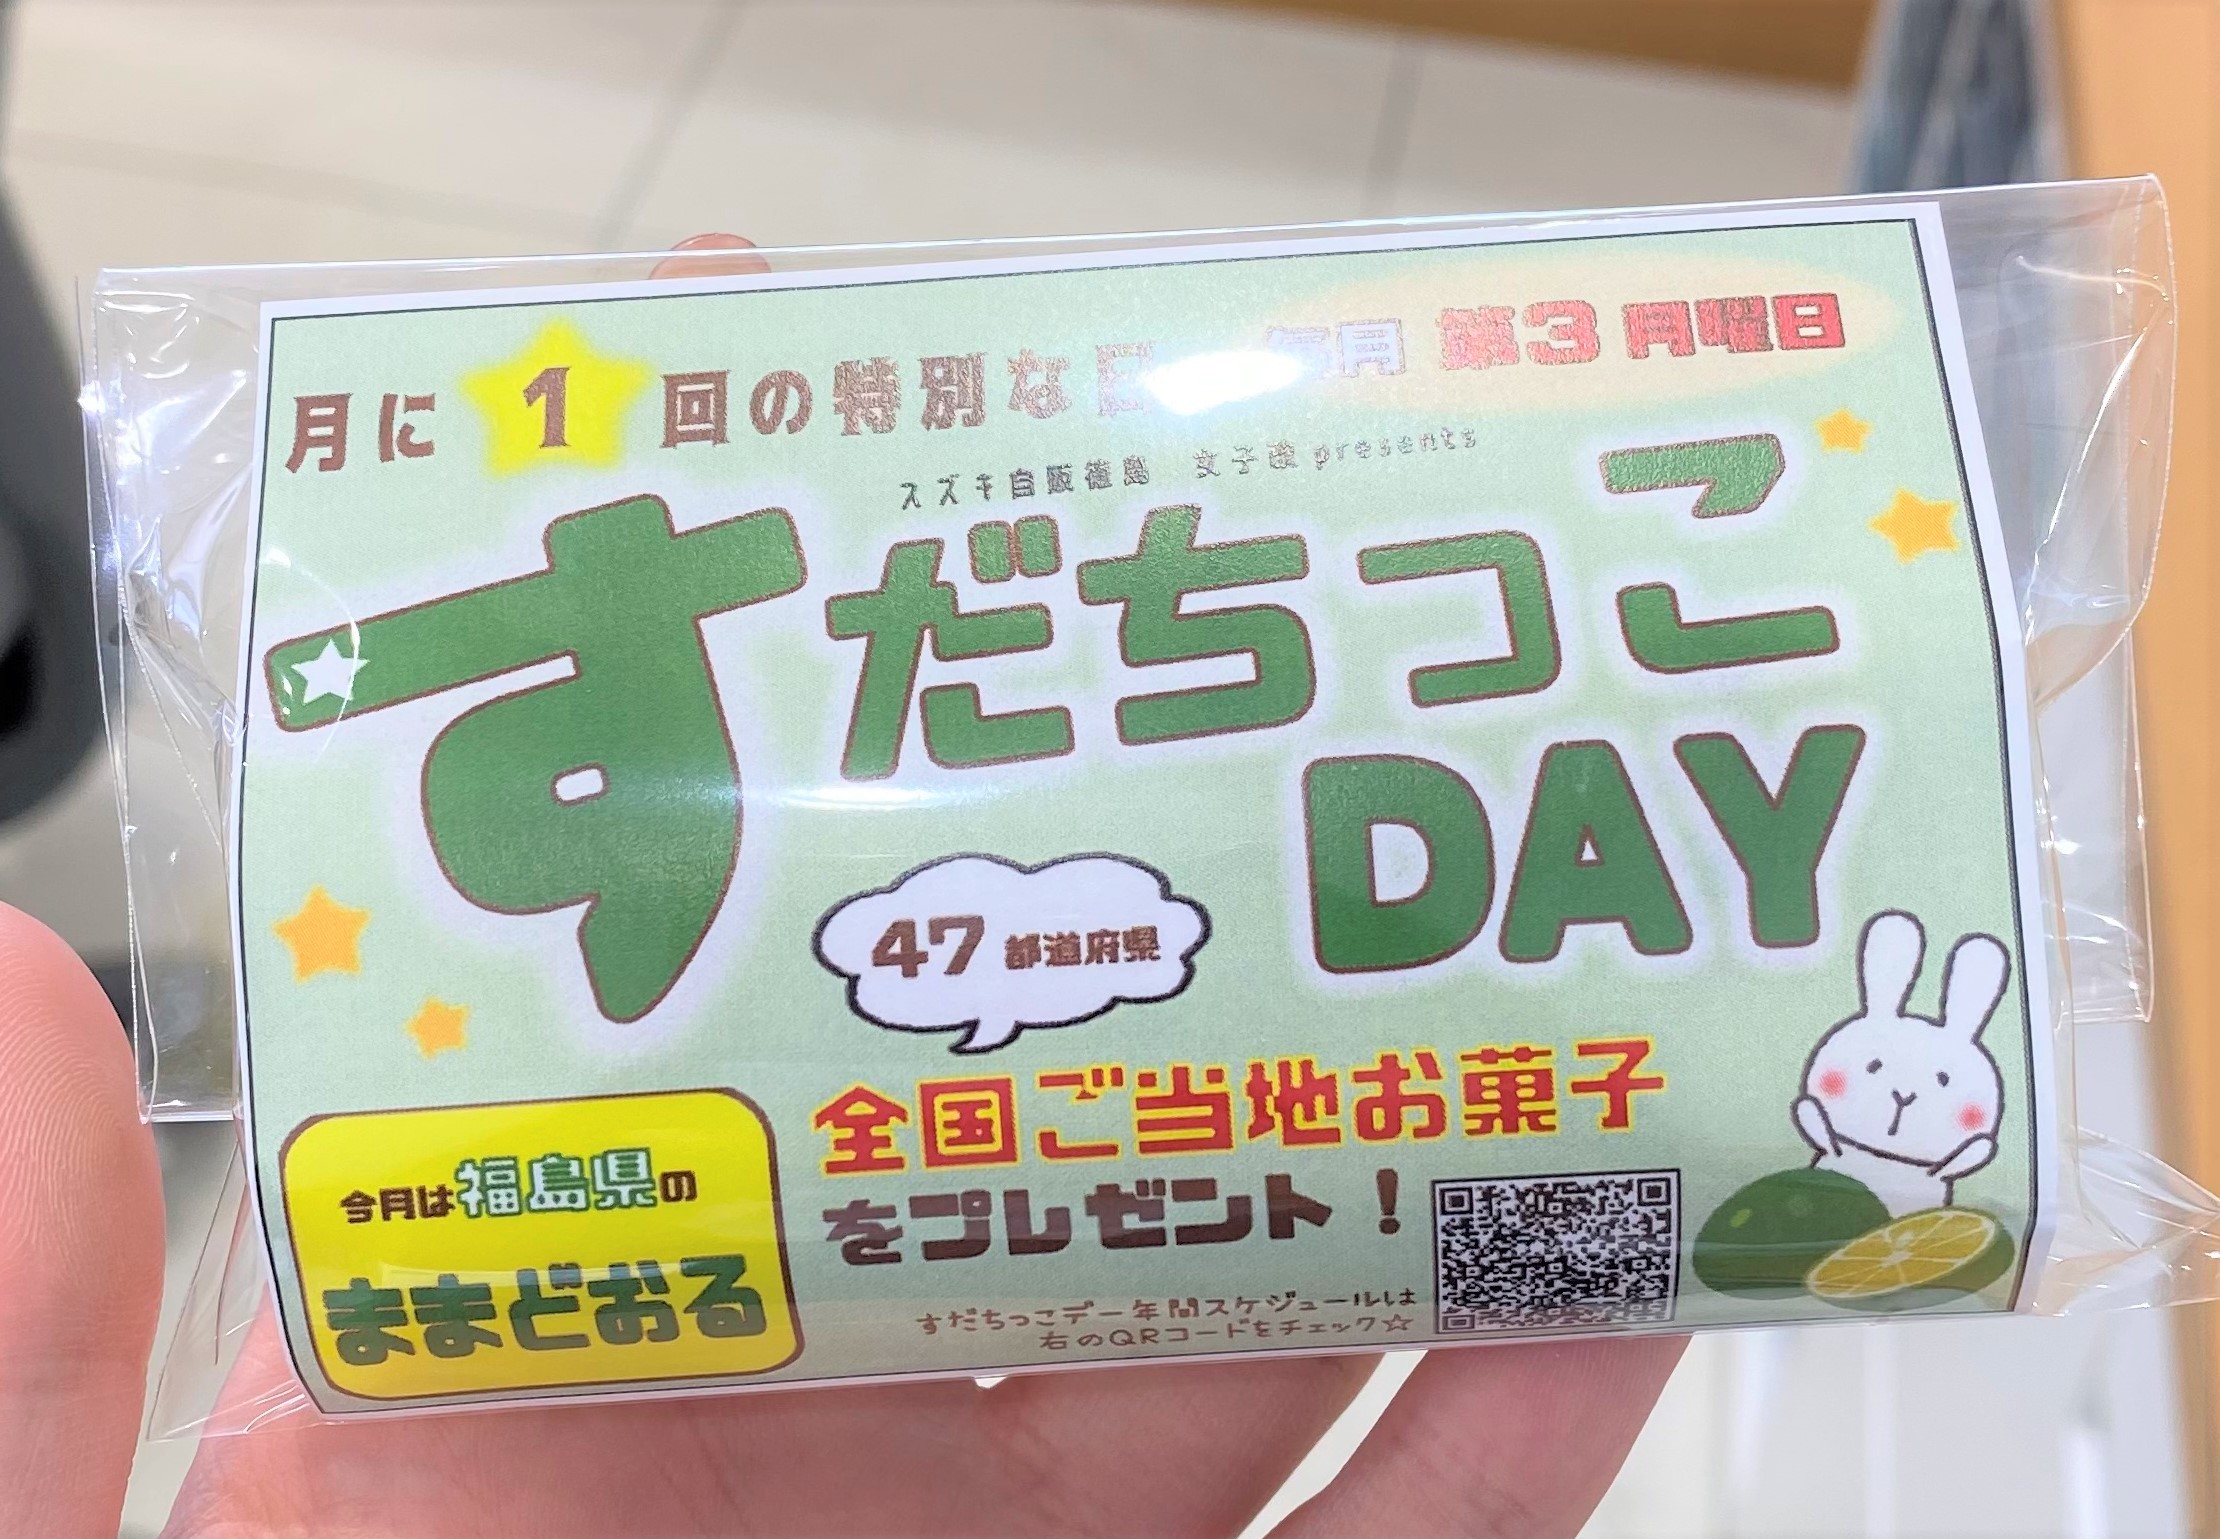 月に1回の特別な日 毎月 第3月曜日
スズキ自販徳島 女子部 presents
すだちっこ
DAY
47都道府県
全国ご当地お菓子
をプレゼント!
今月は福島県の
ままどおる
すだちっこデー年間スケジュールは
右のQRコードをチェック☆